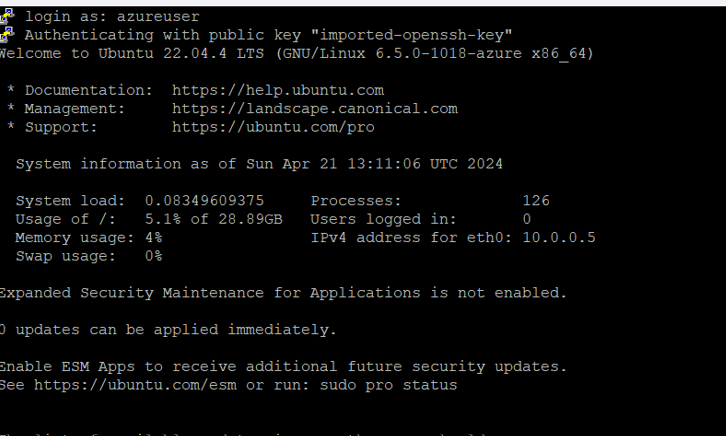 login as: azureuser
Authenticating with public key "imported-openssh-key"
Welcome to Ubuntu 22.04.4 LTS (GNU/Linux 6.5.0-1018-azure x86_64)
* Documentation: https://help.ubuntu.com
* Management: https://landscape.canonical.com
* Support: https://ubuntu.com/pro
System information as of Sun Apr 21 13:11:06 UTC 2024
System load: 0.08349609375 Processes: 126
Usage of /: 5.1% of 28.89GB Users logged in: 0
Memory usage: 4% IPv4 address for eth0: 10.0.0.5
Swap usage: 0%
Expanded Security Maintenance for Applications is not enabled.
0 updates can be applied immediately.
Enable ESM Apps to receive additional future security updates.
See https://ubuntu.com/esm or run: sudo pro status